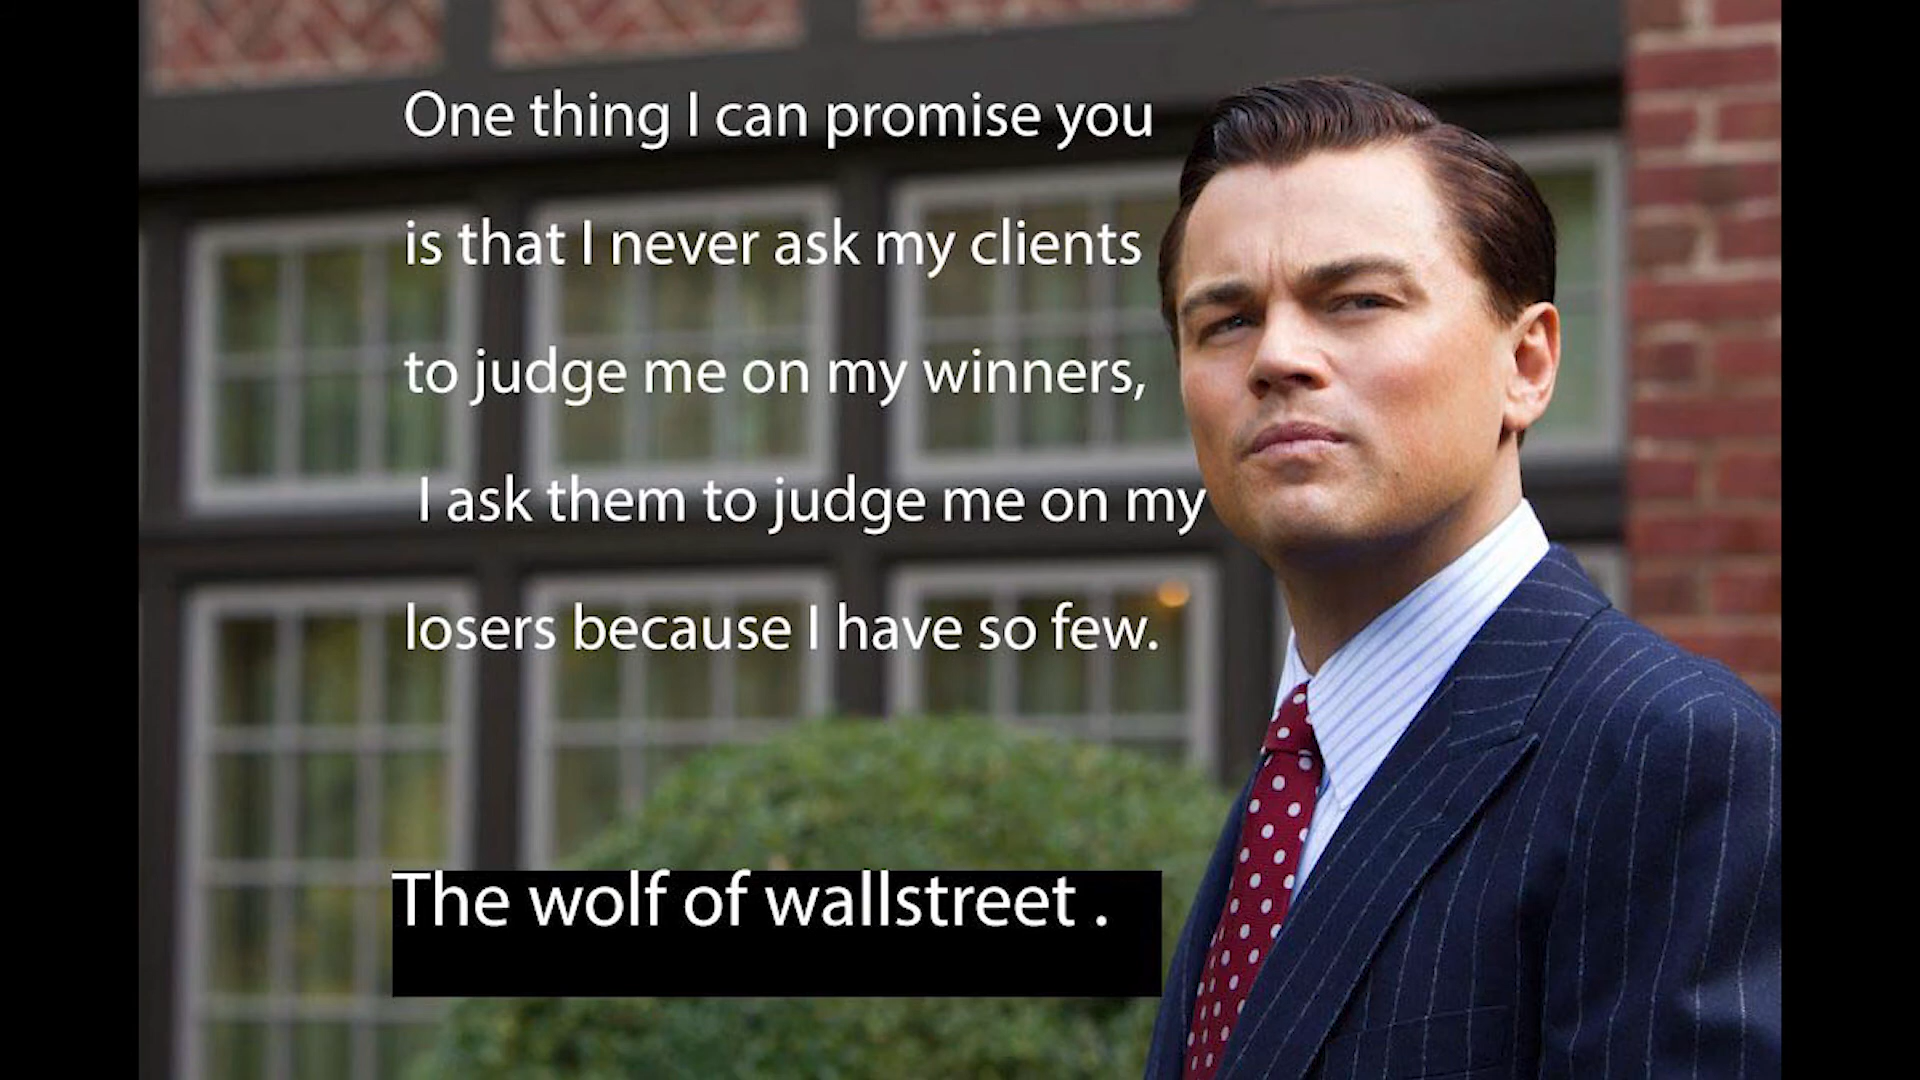 One thing I can promise you
is that I never ask my clients
to judge me on my winners,
I ask them to judge me on my
losers because I have so few.
The wolf of wallstreet .